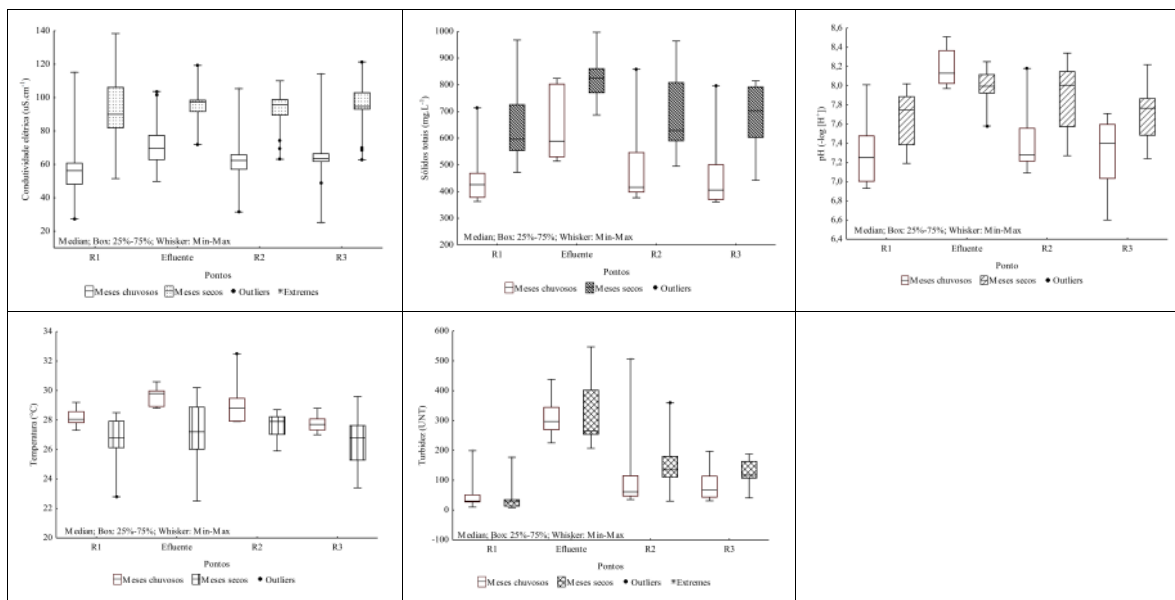 Condutividade elétrica (uS.cm⁻¹)
140
120
100
80
60
40
20
Median; Box: 25%-75%; Whisker: Min-Max
R1 Efluente R2 R3
Pontos
Meses chuvosos Meses secos Outliers Extremes
Sólidos totais (mg.L⁻¹)
1000
900
800
700
600
500
400
300
200
Median; Box: 25%-75%; Whisker: Min-Max
R1 Efluente R2 R3
Pontos
Meses chuvosos Meses secos Outliers
pH (-log [H⁺])
8,6
8,4
8,2
8,0
7,8
7,6
7,4
7,2
7,0
6,8
6,6
6,4
Median; Box: 25%-75%; Whisker: Min-Max
R1 Efluente R2 R3
Ponto
Meses chuvosos Meses secos Outliers
Temperatura (°C)
34
32
30
28
26
24
22
20
Median; Box: 25%-75%; Whisker: Min-Max
R1 Efluente R2 R3
Pontos
Meses chuvosos Meses secos Outliers
Turbidez (UNT)
600
500
400
300
200
100
0
-100
Median; Box: 25%-75%; Whisker: Min-Max
R1 Efluente R2 R3
Pontos
Meses chuvosos Meses secos Outliers Extremes